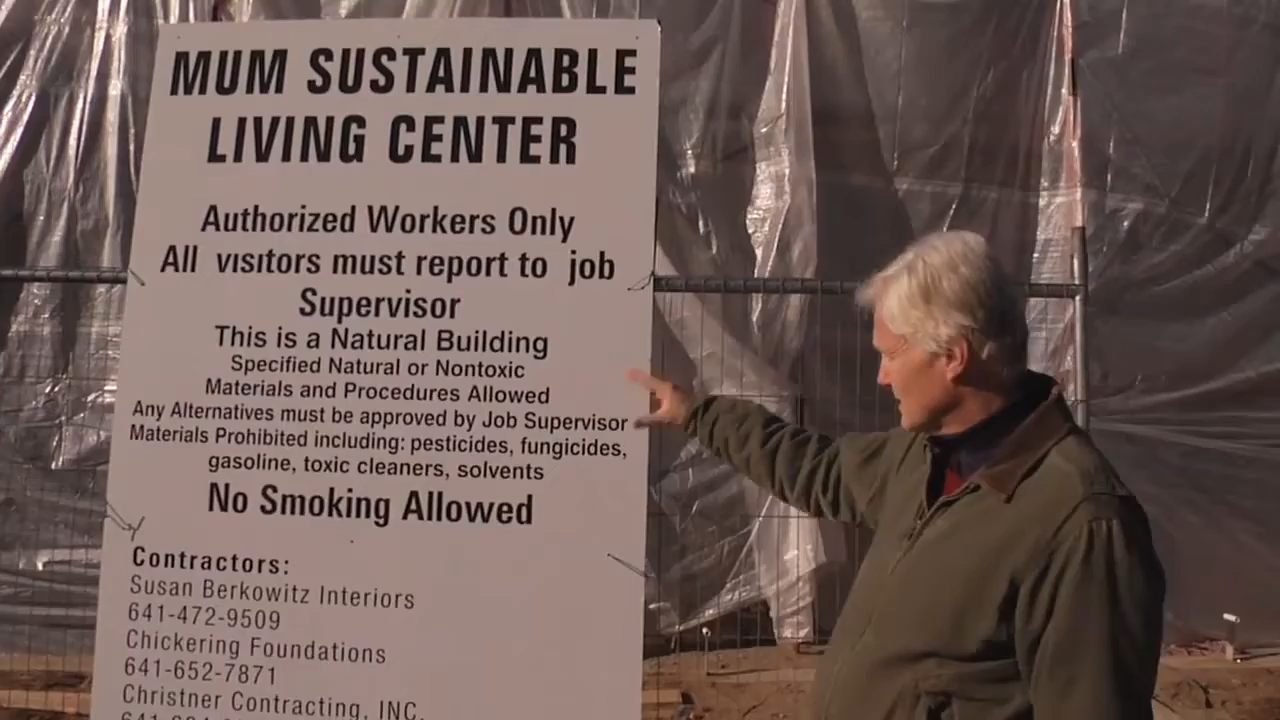 MUM SUSTAINABLE
LIVING CENTER
Authorized Workers Only
All visitors must report to job
Supervisor
This is a Natural Building
Specified Natural or Nontoxic
Materials and Procedures Allowed
Any Alternatives must be approved by Job Supervisor
Materials Prohibited including: pesticides, fungicides,
gasoline, toxic cleaners, solvents
No Smoking Allowed
Contractors:
Susan Berkowitz Interiors
641-472-9509
Chickering Foundations
641-652-7871
Christner Contracting, INC.